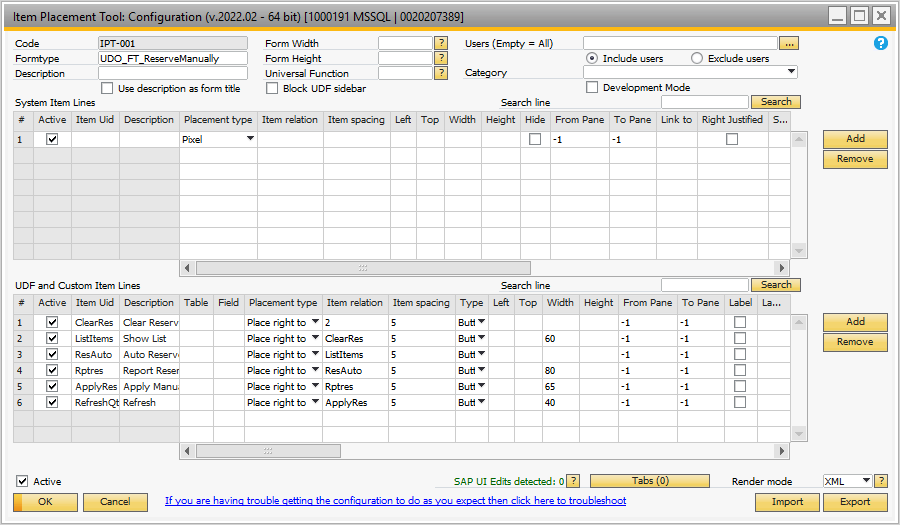 Item Placement Tool: Configuration (v.2022.02 - 64 bit) [1000191 MSSQL | 0020207389]
Code IPT-001 Form Width ? Users (Empty = All) ... ?
Formtype UDO_FT_ReserveManually Form Height ? Include users Exclude users
Description Universal Function ? Category
Use description as form title Block UDF sidebar Development Mode
System Item Lines Search line Search
# Active Item Uid Description Placement type Item relation Item spacing Left Top Width Height Hide From Pane To Pane Link to Right Justified S...
1 Pixel -1 -1 Add
Remove
UDF and Custom Item Lines Search line Search
# Active Item Uid Description Table Field Placement type Item relation Item spacing Type Left Top Width Height From Pane To Pane Label La...
1 ClearRes Clear Reserv Place right to 2 5 Butt -1 -1 Add
2 ListItems Show List Place right to ClearRes 5 Butt 60 -1 -1 Remove
3 ResAuto Auto Reserve Place right to ListItems 5 Butt -1 -1
4 Rptres Report Reser Place right to ResAuto 5 Butt 80 -1 -1
5 ApplyRes Apply Manua Place right to Rptres 5 Butt 65 -1 -1
6 RefreshQt Refresh Place right to ApplyRes 5 Butt 40 -1 -1
Active SAP UI Edits detected: 0 ? Tabs (0) Render mode XML ?
OK Cancel If you are having trouble getting the configuration to do as you expect then click here to troubleshoot Import Export